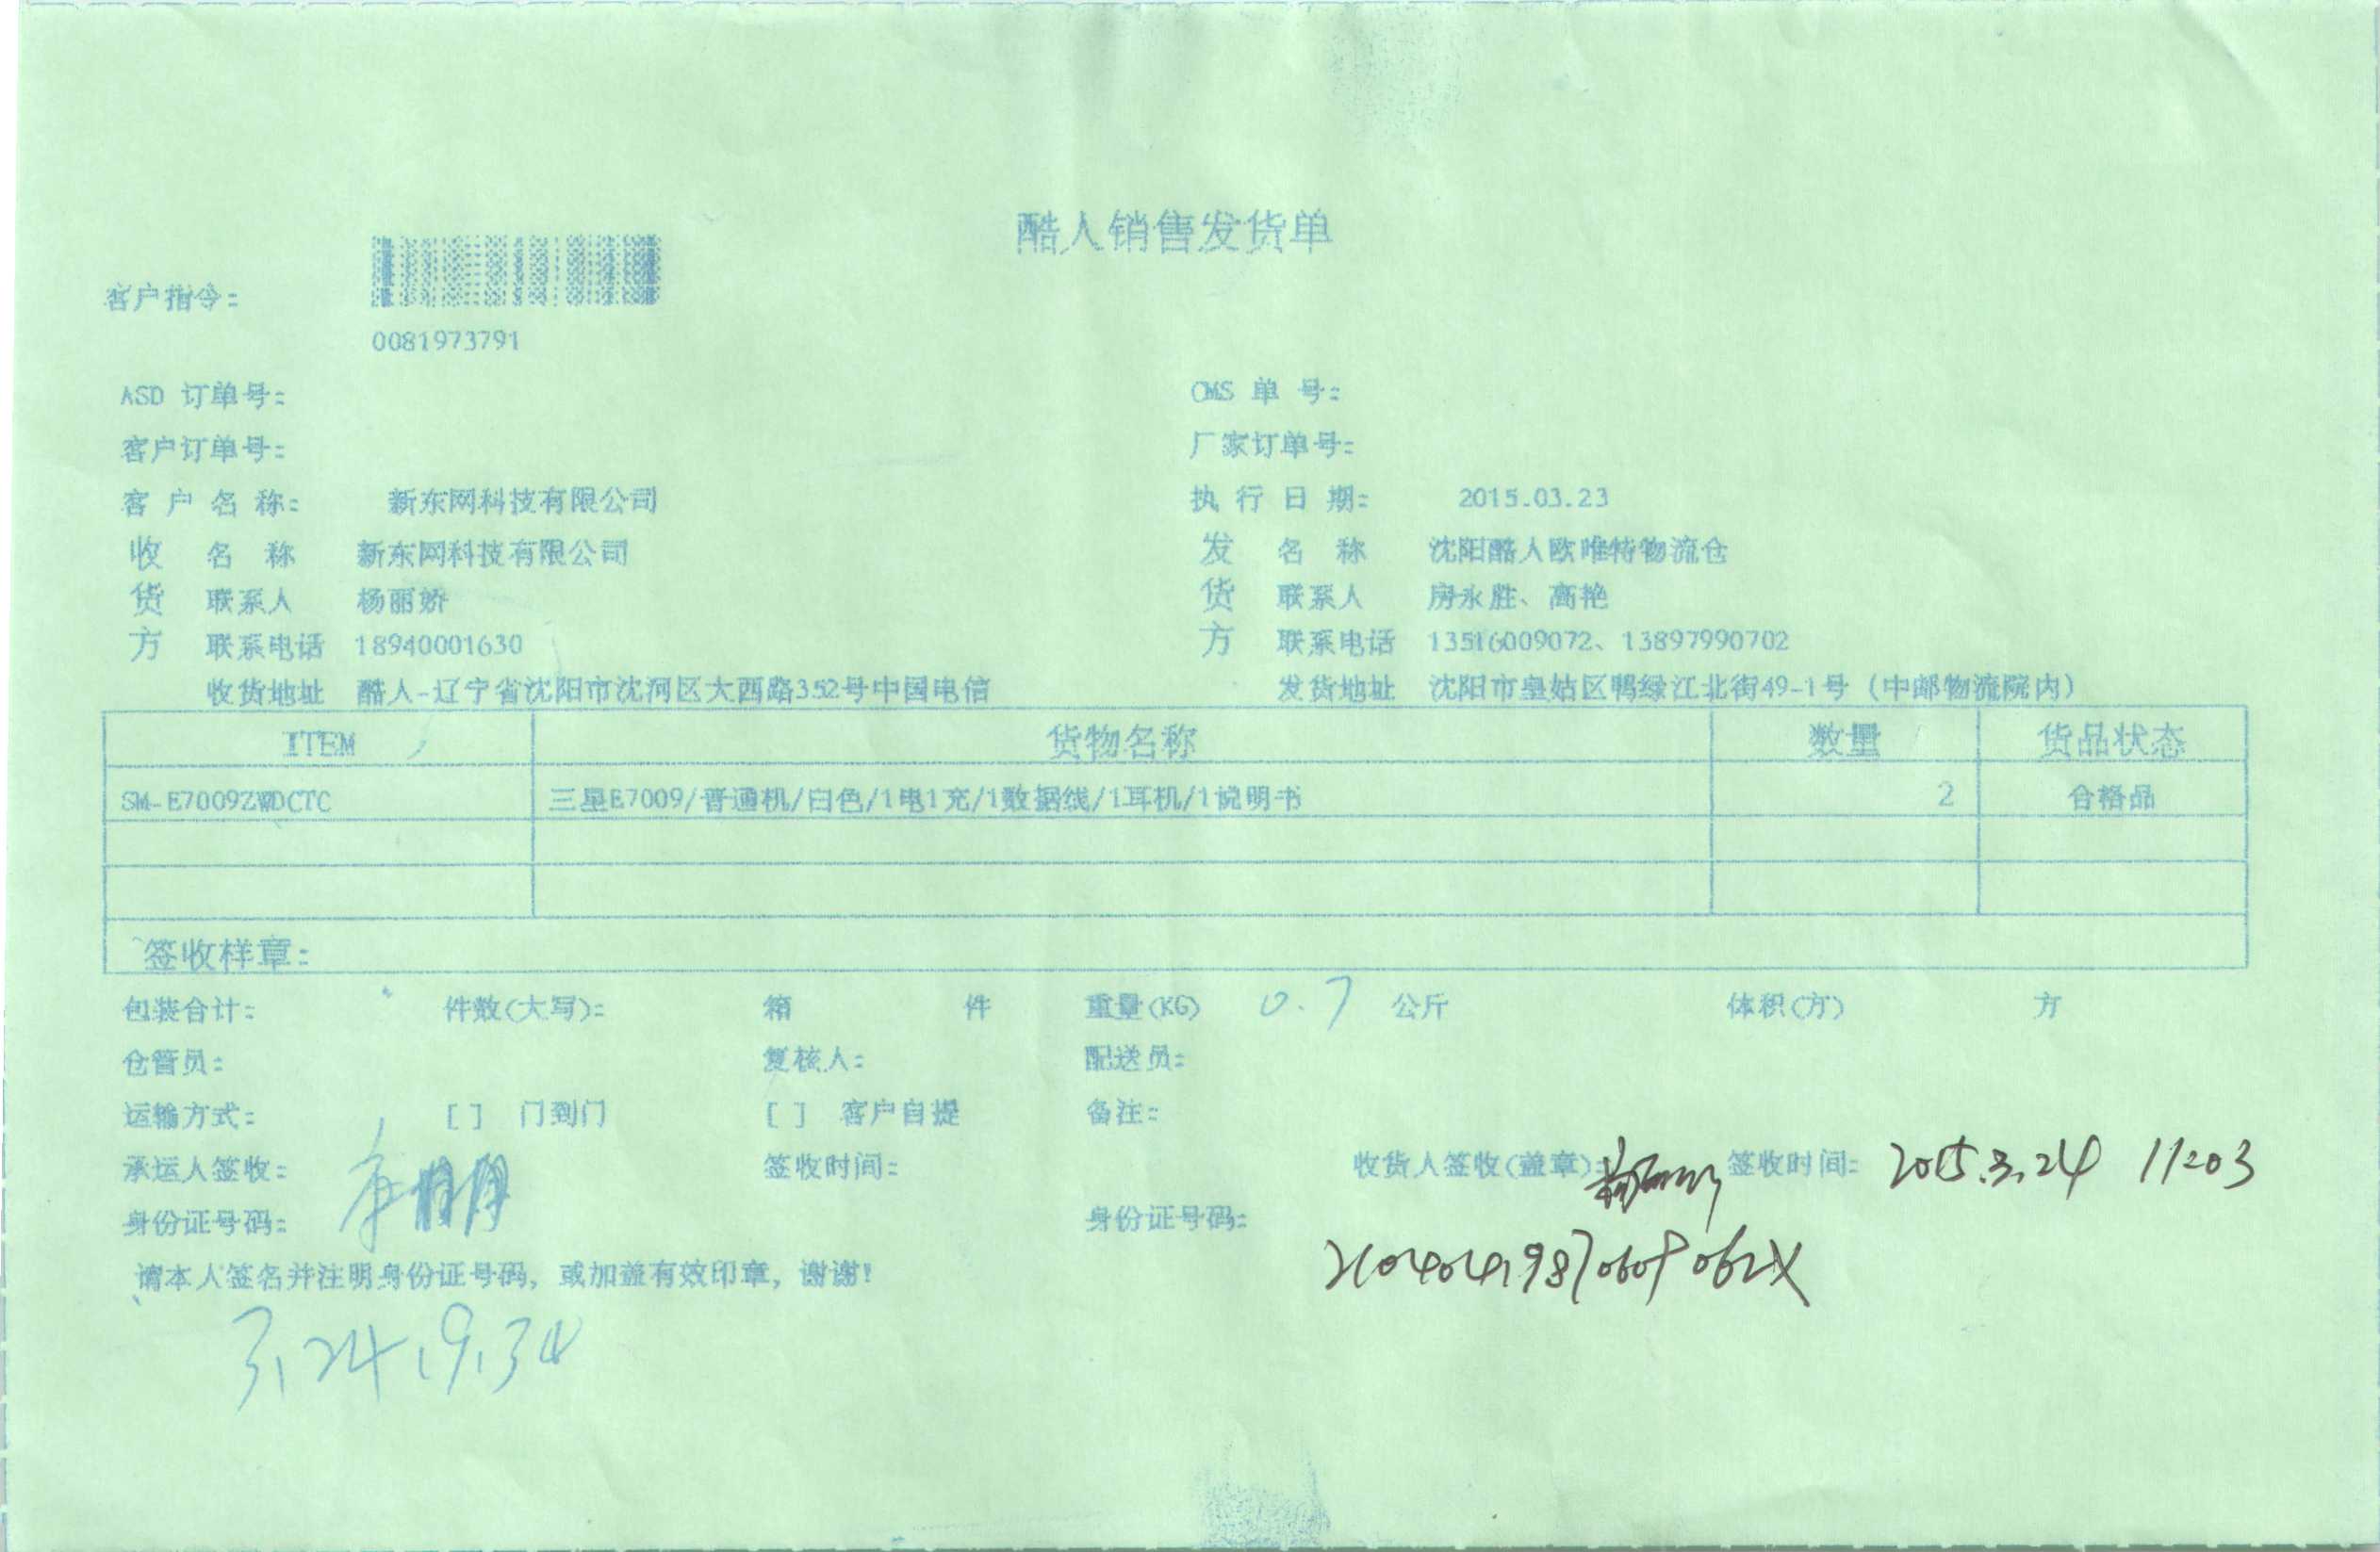 酷人销售发货单
客户指令:
0081973791
ASD 订单号: CMS 单 号:
客户订单号: 厂家订单号:
客 户 名 称: 新东网科技有限公司 执 行 日 期: 2015.03.23
收 名 称 新东网科技有限公司 发 名 称 沈阳酷人欧唯特物流仓
货 联系人 杨丽娇 货 联系人 房永胜、高艳
方 联系电话 18940001630 方 联系电话 13516009072、13897990702
收货地址 酷人-辽宁省沈阳市沈河区大西路352号中国电信 发货地址 沈阳市皇姑区鸭绿江北街49-1号（中邮物流院内）
ITEM 货物名称 数量 货品状态
SM-E7009ZWDCTC 三星E7009/普通机/白色/1电1充/1数据线/1耳机/1说明书 2 合格品
签收样章:
包装合计: 件数(大写): 箱 件 重量(KG) 0.7 公斤 体积(方) 方
仓管员: 复核人: 配送员:
运输方式: [ ] 门到门 [ ] 客户自提 备注:
承运人签收: 签收时间: 收货人签收(盖章): 签收时间: 2015.3.24 11:03
身份证号码: 身份证号码:
请本人签名并注明身份证号码，或加盖有效印章，谢谢！
3.24.9.30